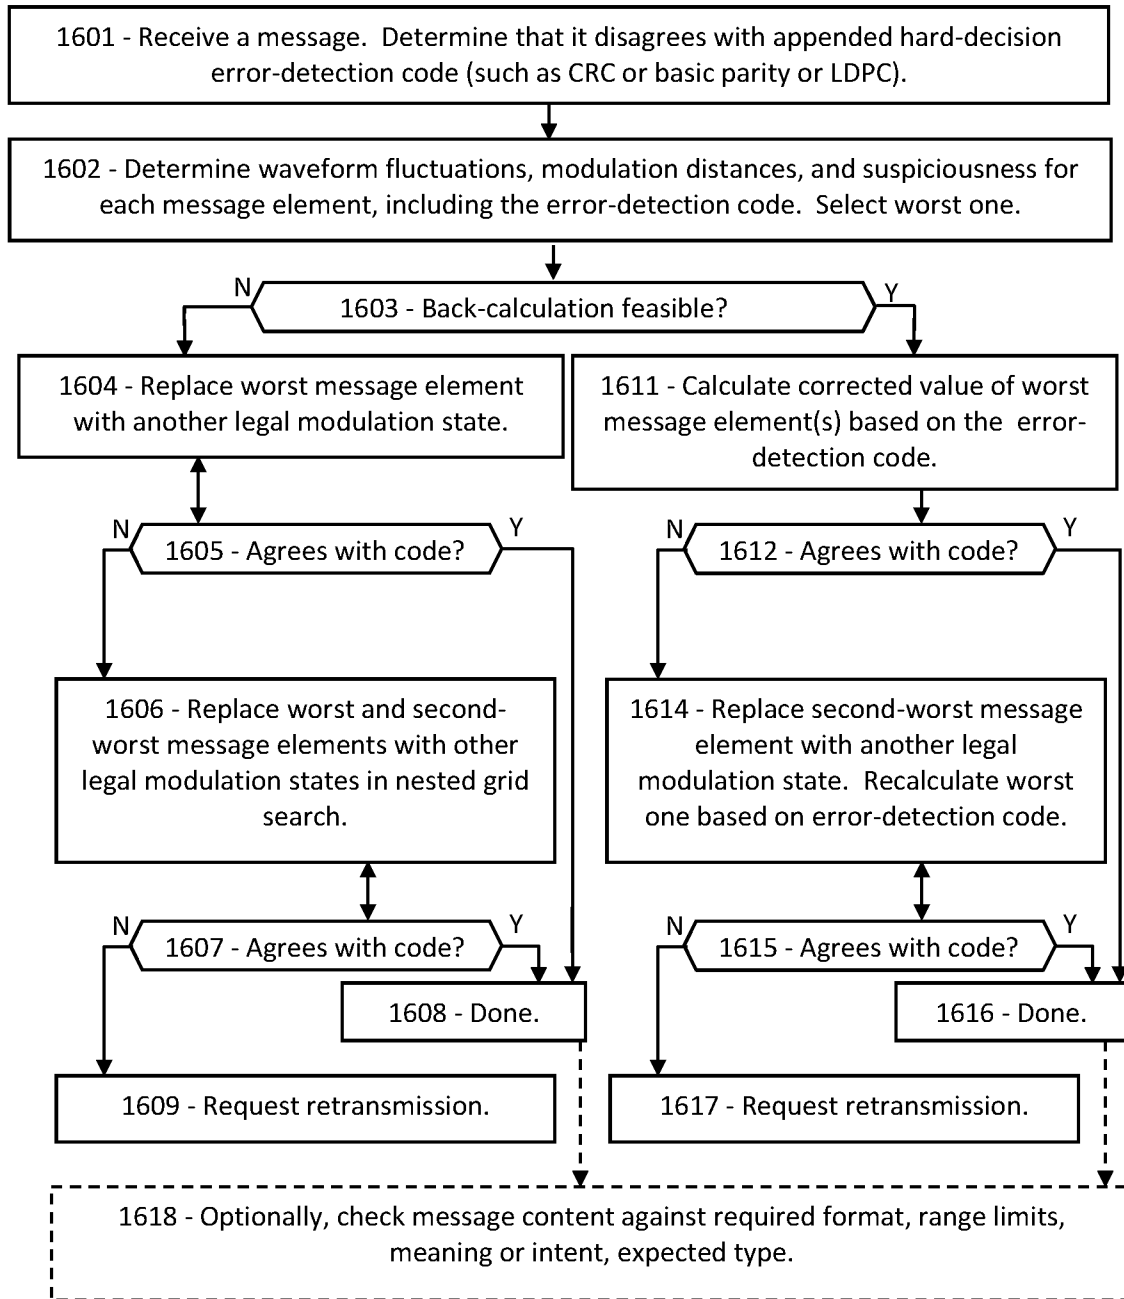 1601 - Receive a message.  Determine that it disagrees with appended hard-decision
error-detection code (such as CRC or basic parity or LDPC).
1602 - Determine waveform fluctuations, modulation distances, and suspiciousness for
each message element, including the error-detection code.  Select worst one.
N
1603 - Back-calculation feasible?
Y
1604 - Replace worst message element
with another legal modulation state.
1611 - Calculate corrected value of worst
message element(s) based on the  error-
detection code.
N
1605 - Agrees with code?
Y
N
1612 - Agrees with code?
Y
1606 - Replace worst and second-
worst message elements with other
legal modulation states in nested grid
search.
1614 - Replace second-worst message
element with another legal
modulation state.  Recalculate worst
one based on error-detection code.
N
1607 - Agrees with code?
Y
N
1615 - Agrees with code?
Y
1608 - Done.
1616 - Done.
1609 - Request retransmission.
1617 - Request retransmission.
1618 - Optionally, check message content against required format, range limits,
meaning or intent, expected type.